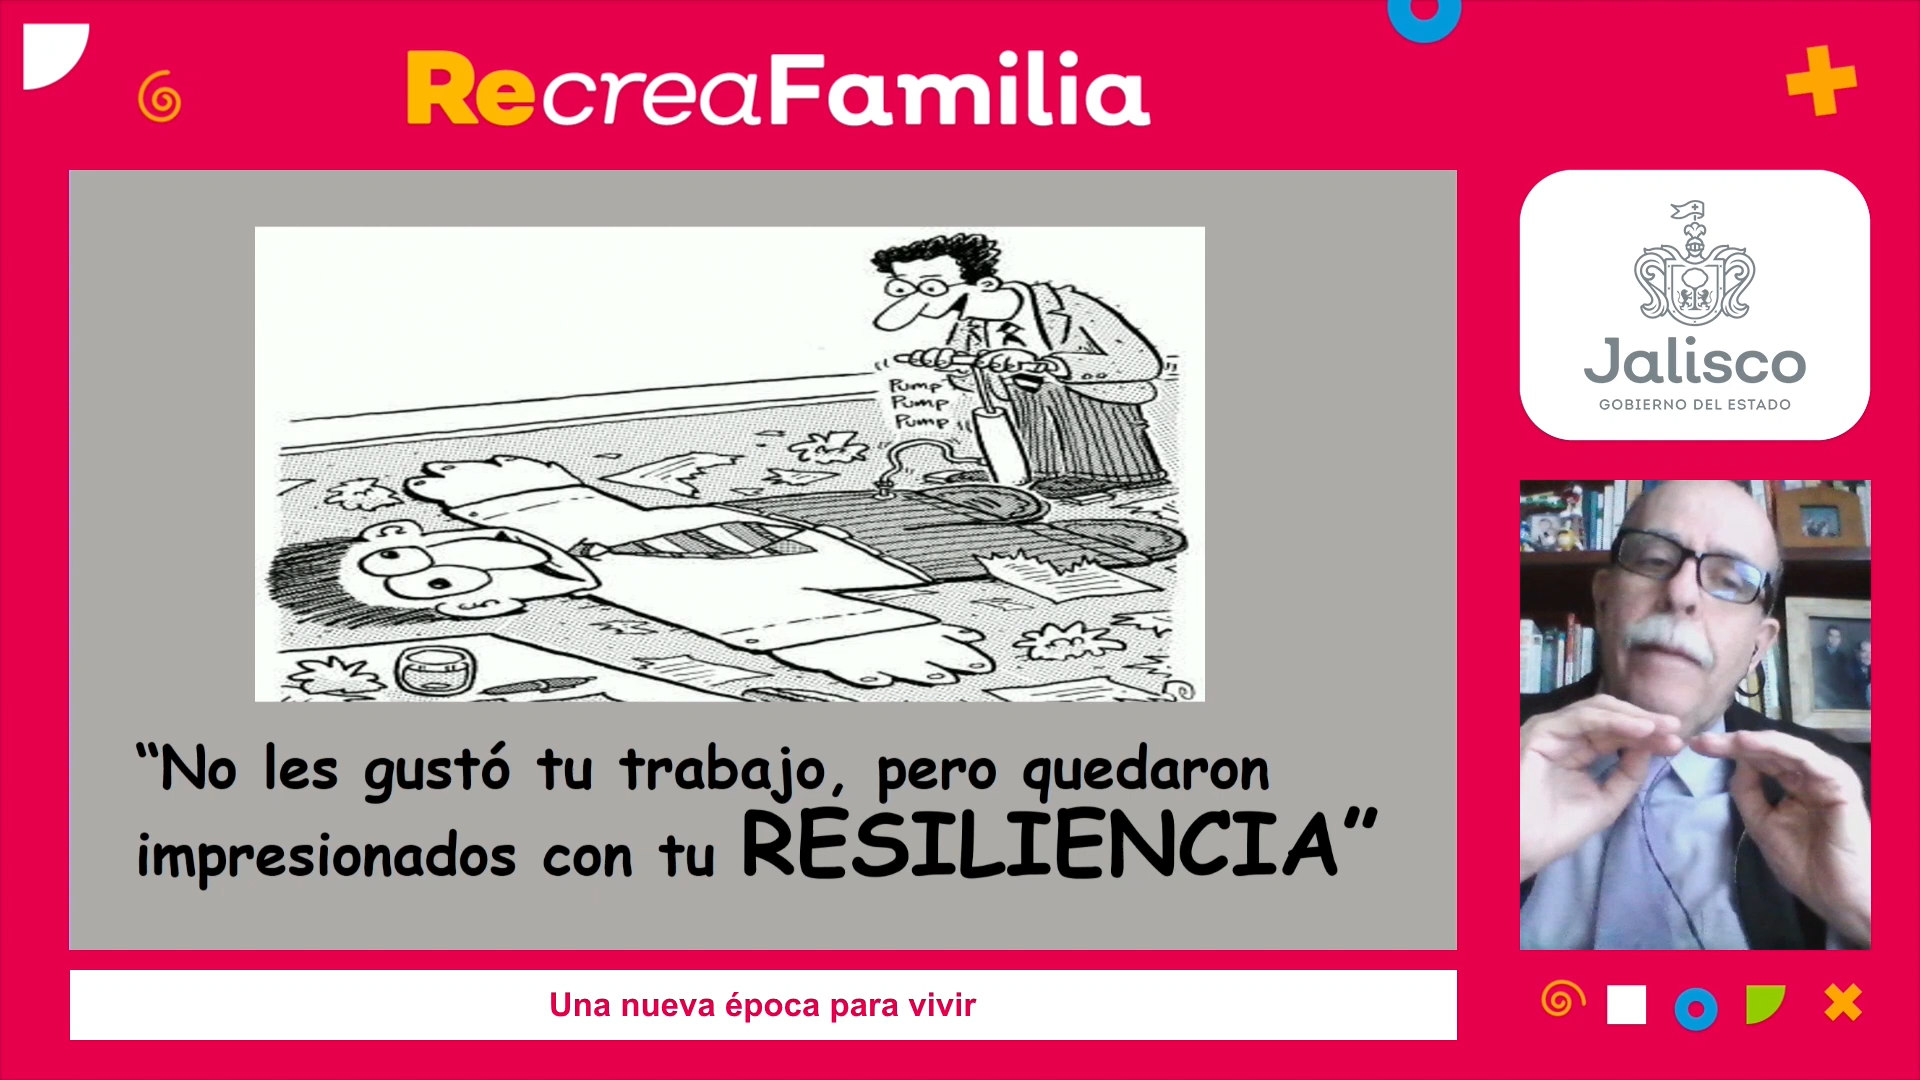 RecreaFamilia
Pump
Pump
Pump
“No les gustó tu trabajo, pero quedaron
impresionados con tu RESILIENCIA”
Jalisco
GOBIERNO DEL ESTADO
Una nueva época para vivir